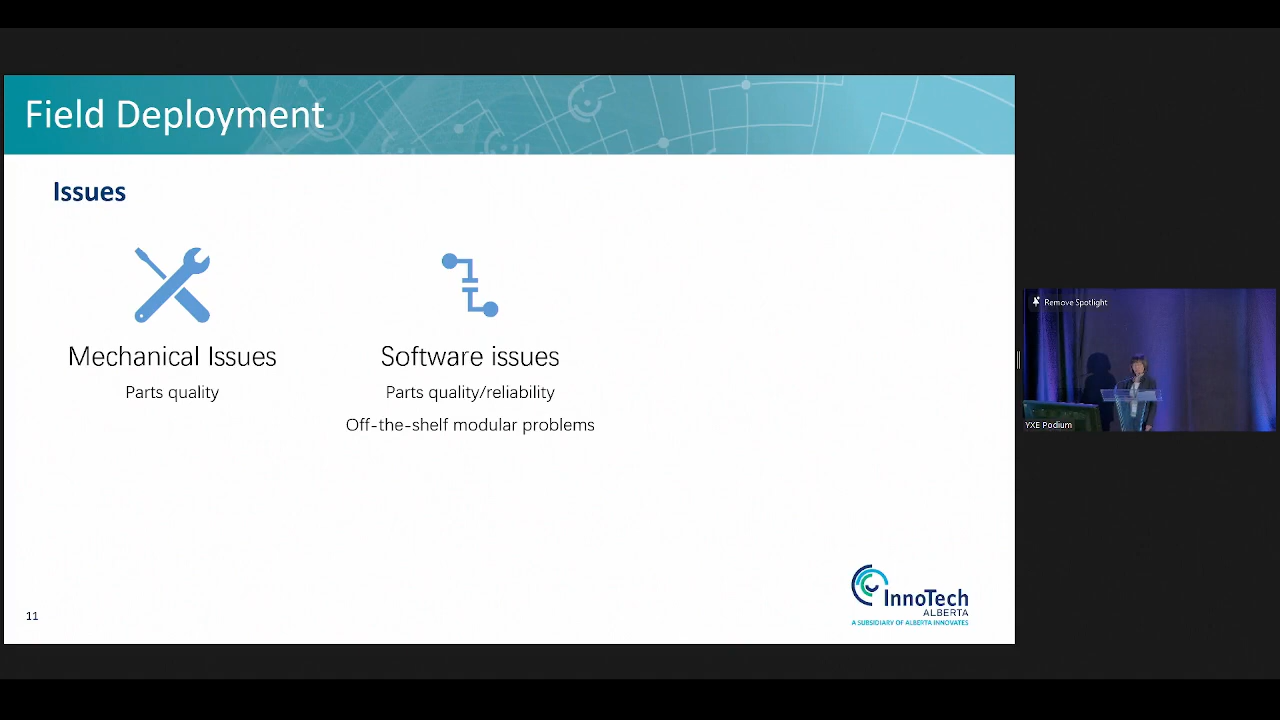 Field Deployment
Issues
Mechanical Issues
Parts quality
Software issues
Parts quality/reliability
Off-the-shelf modular problems
11
InnoTech
ALBERTA
A SUBSIDIARY OF ALBERTA INNOVATES
Remove Spotlight
YXE Podium